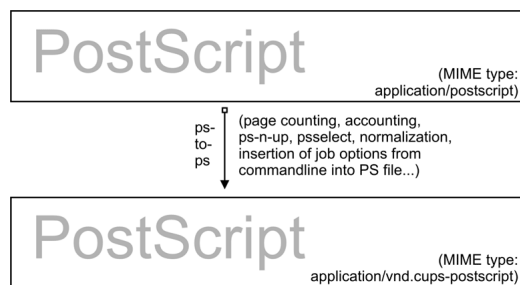 PostScript
(MIME type:
application/postscript)
ps-
to-
ps
(page counting, accounting,
ps-n-up, psselect, normalization,
insertion of job options from
commandline into PS file...)
PostScript
(MIME type:
application/vnd.cups-postscript)